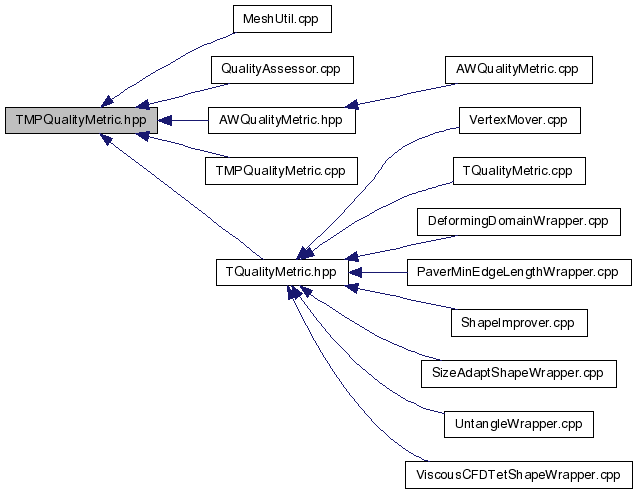 MeshUtil.cpp
QualityAssessor.cpp
AWQualityMetric.cpp
TMPQualityMetric.hpp
AWQualityMetric.hpp
VertexMover.cpp
TMPQualityMetric.cpp
TQualityMetric.cpp
DeformingDomainWrapper.cpp
TQualityMetric.hpp
PaverMinEdgeLengthWrapper.cpp
ShapeImprover.cpp
SizeAdaptShapeWrapper.cpp
UntangleWrapper.cpp
ViscousCFDTetShapeWrapper.cpp